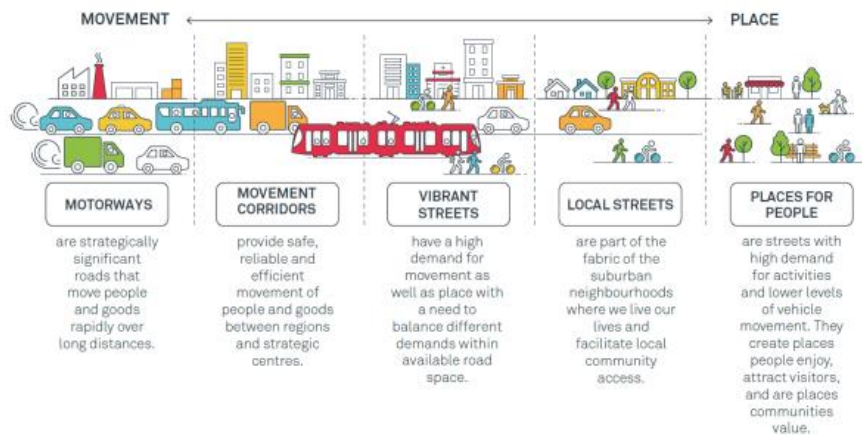 MOVEMENT
PLACE
MOTORWAYS
are strategically
significant
roads that
move people
and goods
rapidly over
long distances.
MOVEMENT
CORRIDORS
provide safe,
reliable and
efficient
movement of
people and goods
between regions
and strategic
centres.
VIBRANT
STREETS
have a high
demand for
movement as
well as place with
a need to
balance different
demands within
available road
space.
LOCAL STREETS
are part of the
fabric of the
suburban
neighbourhoods
where we live our
lives and
facilitate local
community
access.
PLACES FOR
PEOPLE
are streets with
high demand
for activities
and lower levels
of vehicle
movement. They
create places
people enjoy,
attract visitors,
and are places
communities
value.